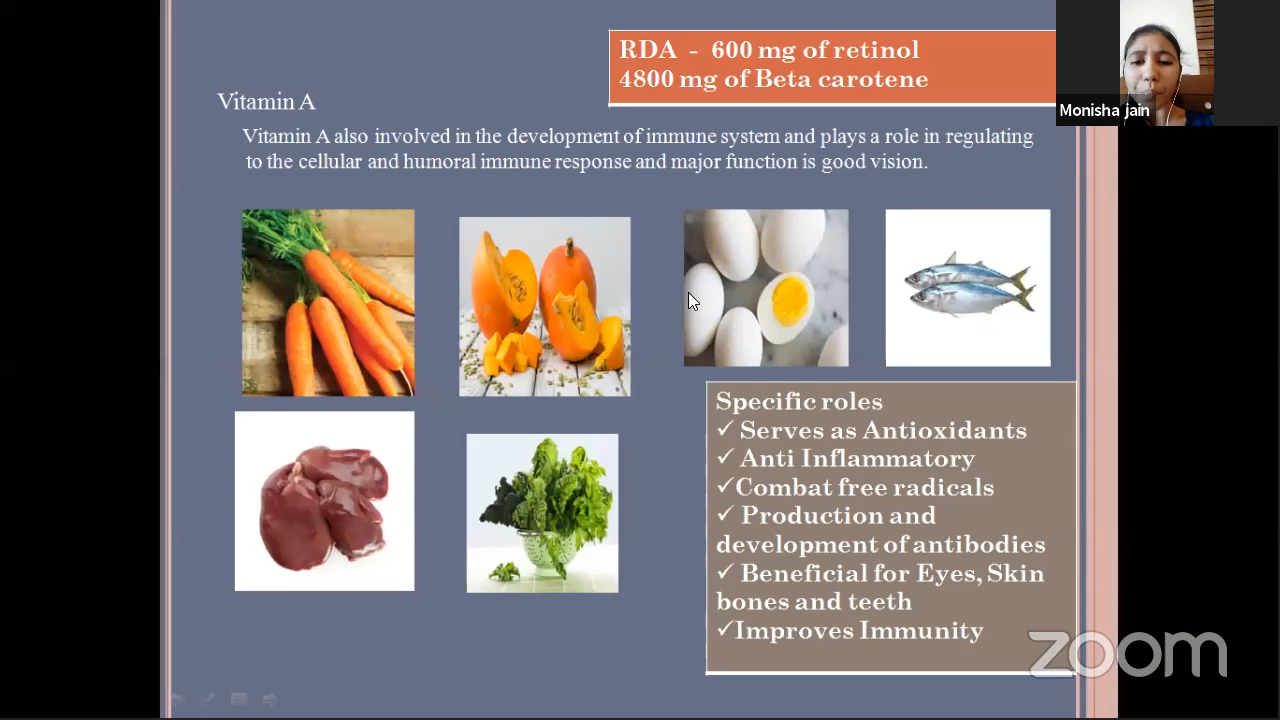 RDA - 600 mg of retinol
4800 mg of Beta carotene
Monisha jain
Vitamin A
Vitamin A also involved in the development of immune system and plays a role in regulating
to the cellular and humoral immune response and major function is good vision.
Specific roles
✓ Serves as Antioxidants
✓ Anti Inflammatory
✓Combat free radicals
✓ Production and
development of antibodies
✓ Beneficial for Eyes, Skin
bones and teeth
✓Improves Immunity
zoom